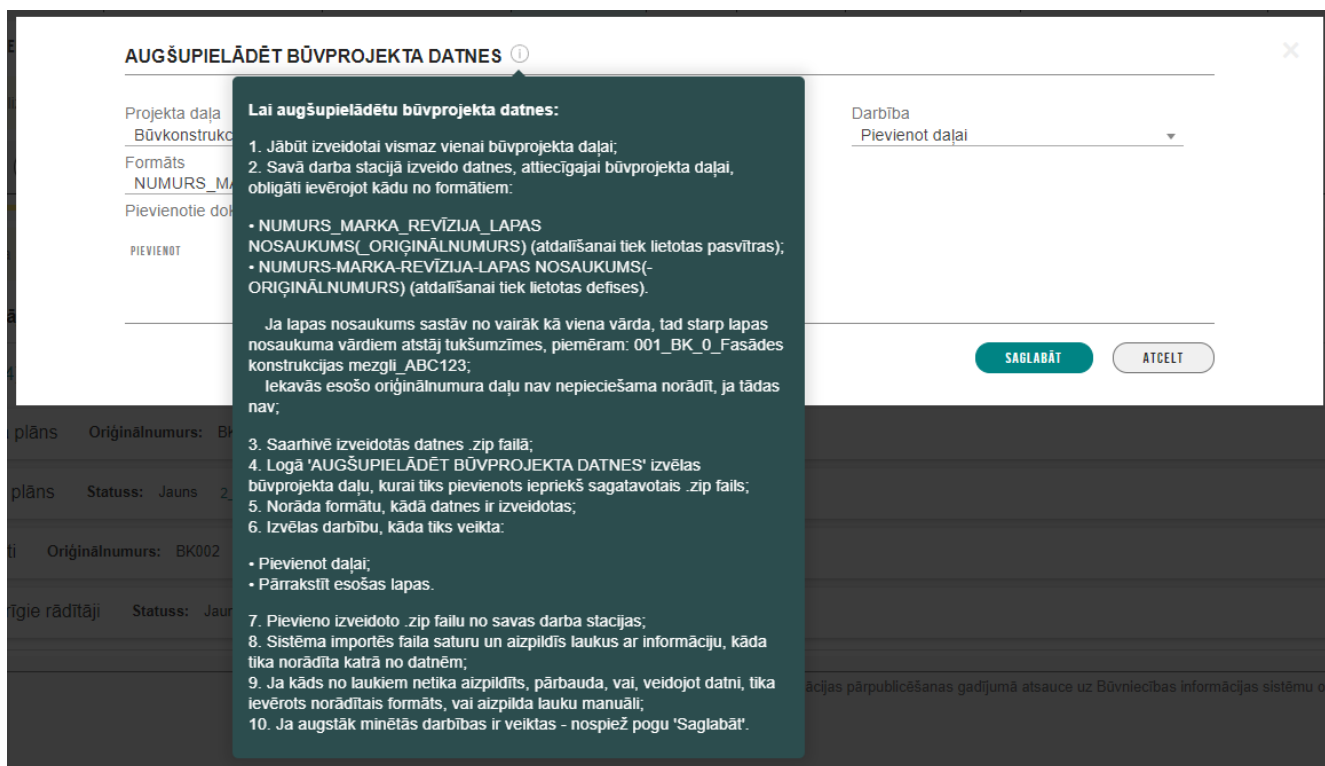 AUGŠUPIELĀDĒT BŪVPROJEKTA DATNES
Projekta daļa
Būvkonstrukc
Darbība
Pievienot daļai
Formāts
NUMURS_MA
Pievienotie dok
PIEVIENOT
Lai augšupielādētu būvprojekta datnes:
1. Jābūt izveidotai vismaz vienai būvprojekta daļai;
2. Savā darba stacijā izveido datnes, attiecīgajai būvprojekta daļai,
obligāti ievērojot kādu no formātiem:
• NUMURS_MARKA_REVĪZIJA_LAPAS
NOSAUKUMS(_ORIĢINĀLNUMURS) (atdalīšanai tiek lietotas pasvītras);
• NUMURS-MARKA-REVĪZIJA-LAPAS NOSAUKUMS(-
ORIĢINĀLNUMURS) (atdalīšanai tiek lietotas defises).
Ja lapas nosaukums sastāv no vairāk kā viena vārda, tad starp lapas
nosaukuma vārdiem atstāj tukšumzīmes, piemēram: 001_BK_0_Fasādes
konstrukcijas mezgli_ABC123;
Iekavās esošo oriģinālnumura daļu nav nepieciešama norādīt, ja tādas
nav;
3. Saarhivē izveidotās datnes .zip failā;
4. Logā 'AUGŠUPIELĀDĒT BŪVPROJEKTA DATNES' izvēlas
būvprojekta daļu, kurai tiks pievienots iepriekš sagatavotais .zip fails;
5. Norāda formātu, kādā datnes ir izveidotas;
6. Izvēlas darbību, kāda tiks veikta:
• Pievienot daļai;
• Pārrakstīt esošas lapas.
7. Pievieno izveidoto .zip failu no savas darba stacijas;
8. Sistēma importēs faila saturu un aizpildīs laukus ar informāciju, kāda
tika norādīta katrā no datnēm;
9. Ja kāds no laukiem netika aizpildīts, pārbauda, vai, veidojot datni, tika
ievērots norādītais formāts, vai aizpilda lauku manuāli;
10. Ja augstāk minētās darbības ir veiktas - nospiež pogu 'Saglabāt'.
SAGLABĀT
ATCELT
plāns Oriģinālnumurs: BK
plāns Statuss: Jauns 2_
ti Oriģinālnumurs: BK002
rīgie rādītāji Statuss: Jaun
ācijas pārpublicēšanas gadījumā atsauce uz Būvniecības informācijas sistēmu o